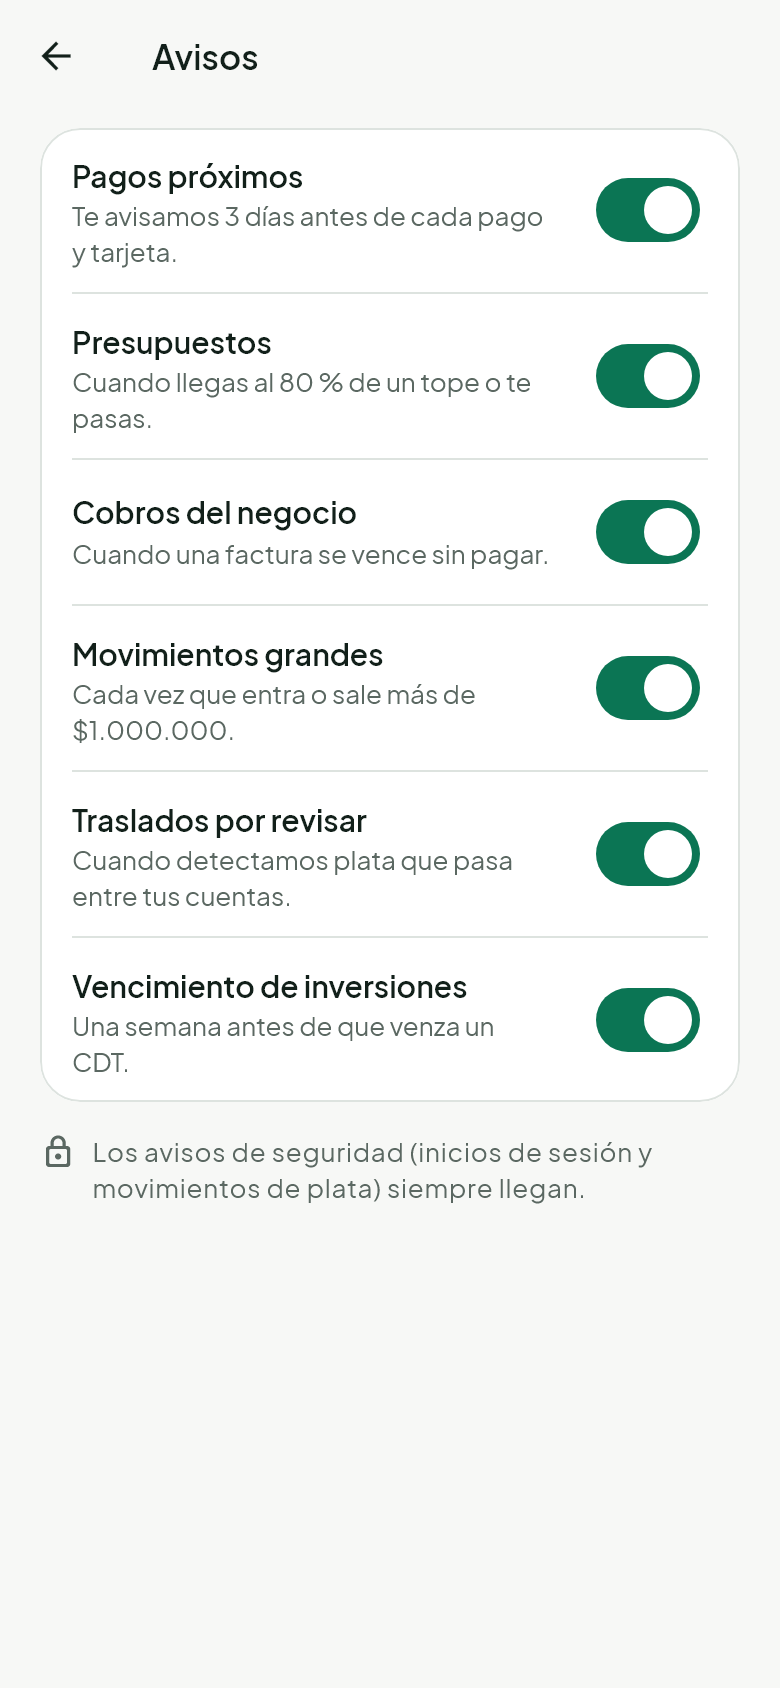 Avisos
Pagos próximos
Te avisamos 3 días antes de cada pago
y tarjeta.
Presupuestos
Cuando llegas al 80 % de un tope o te
pasas.
Cobros del negocio
Cuando una factura se vence sin pagar.
Movimientos grandes
Cada vez que entra o sale más de
$1.000.000.
Traslados por revisar
Cuando detectamos plata que pasa
entre tus cuentas.
Vencimiento de inversiones
Una semana antes de que venza un
CDT.
Los avisos de seguridad (inicios de sesión y
movimientos de plata) siempre llegan.